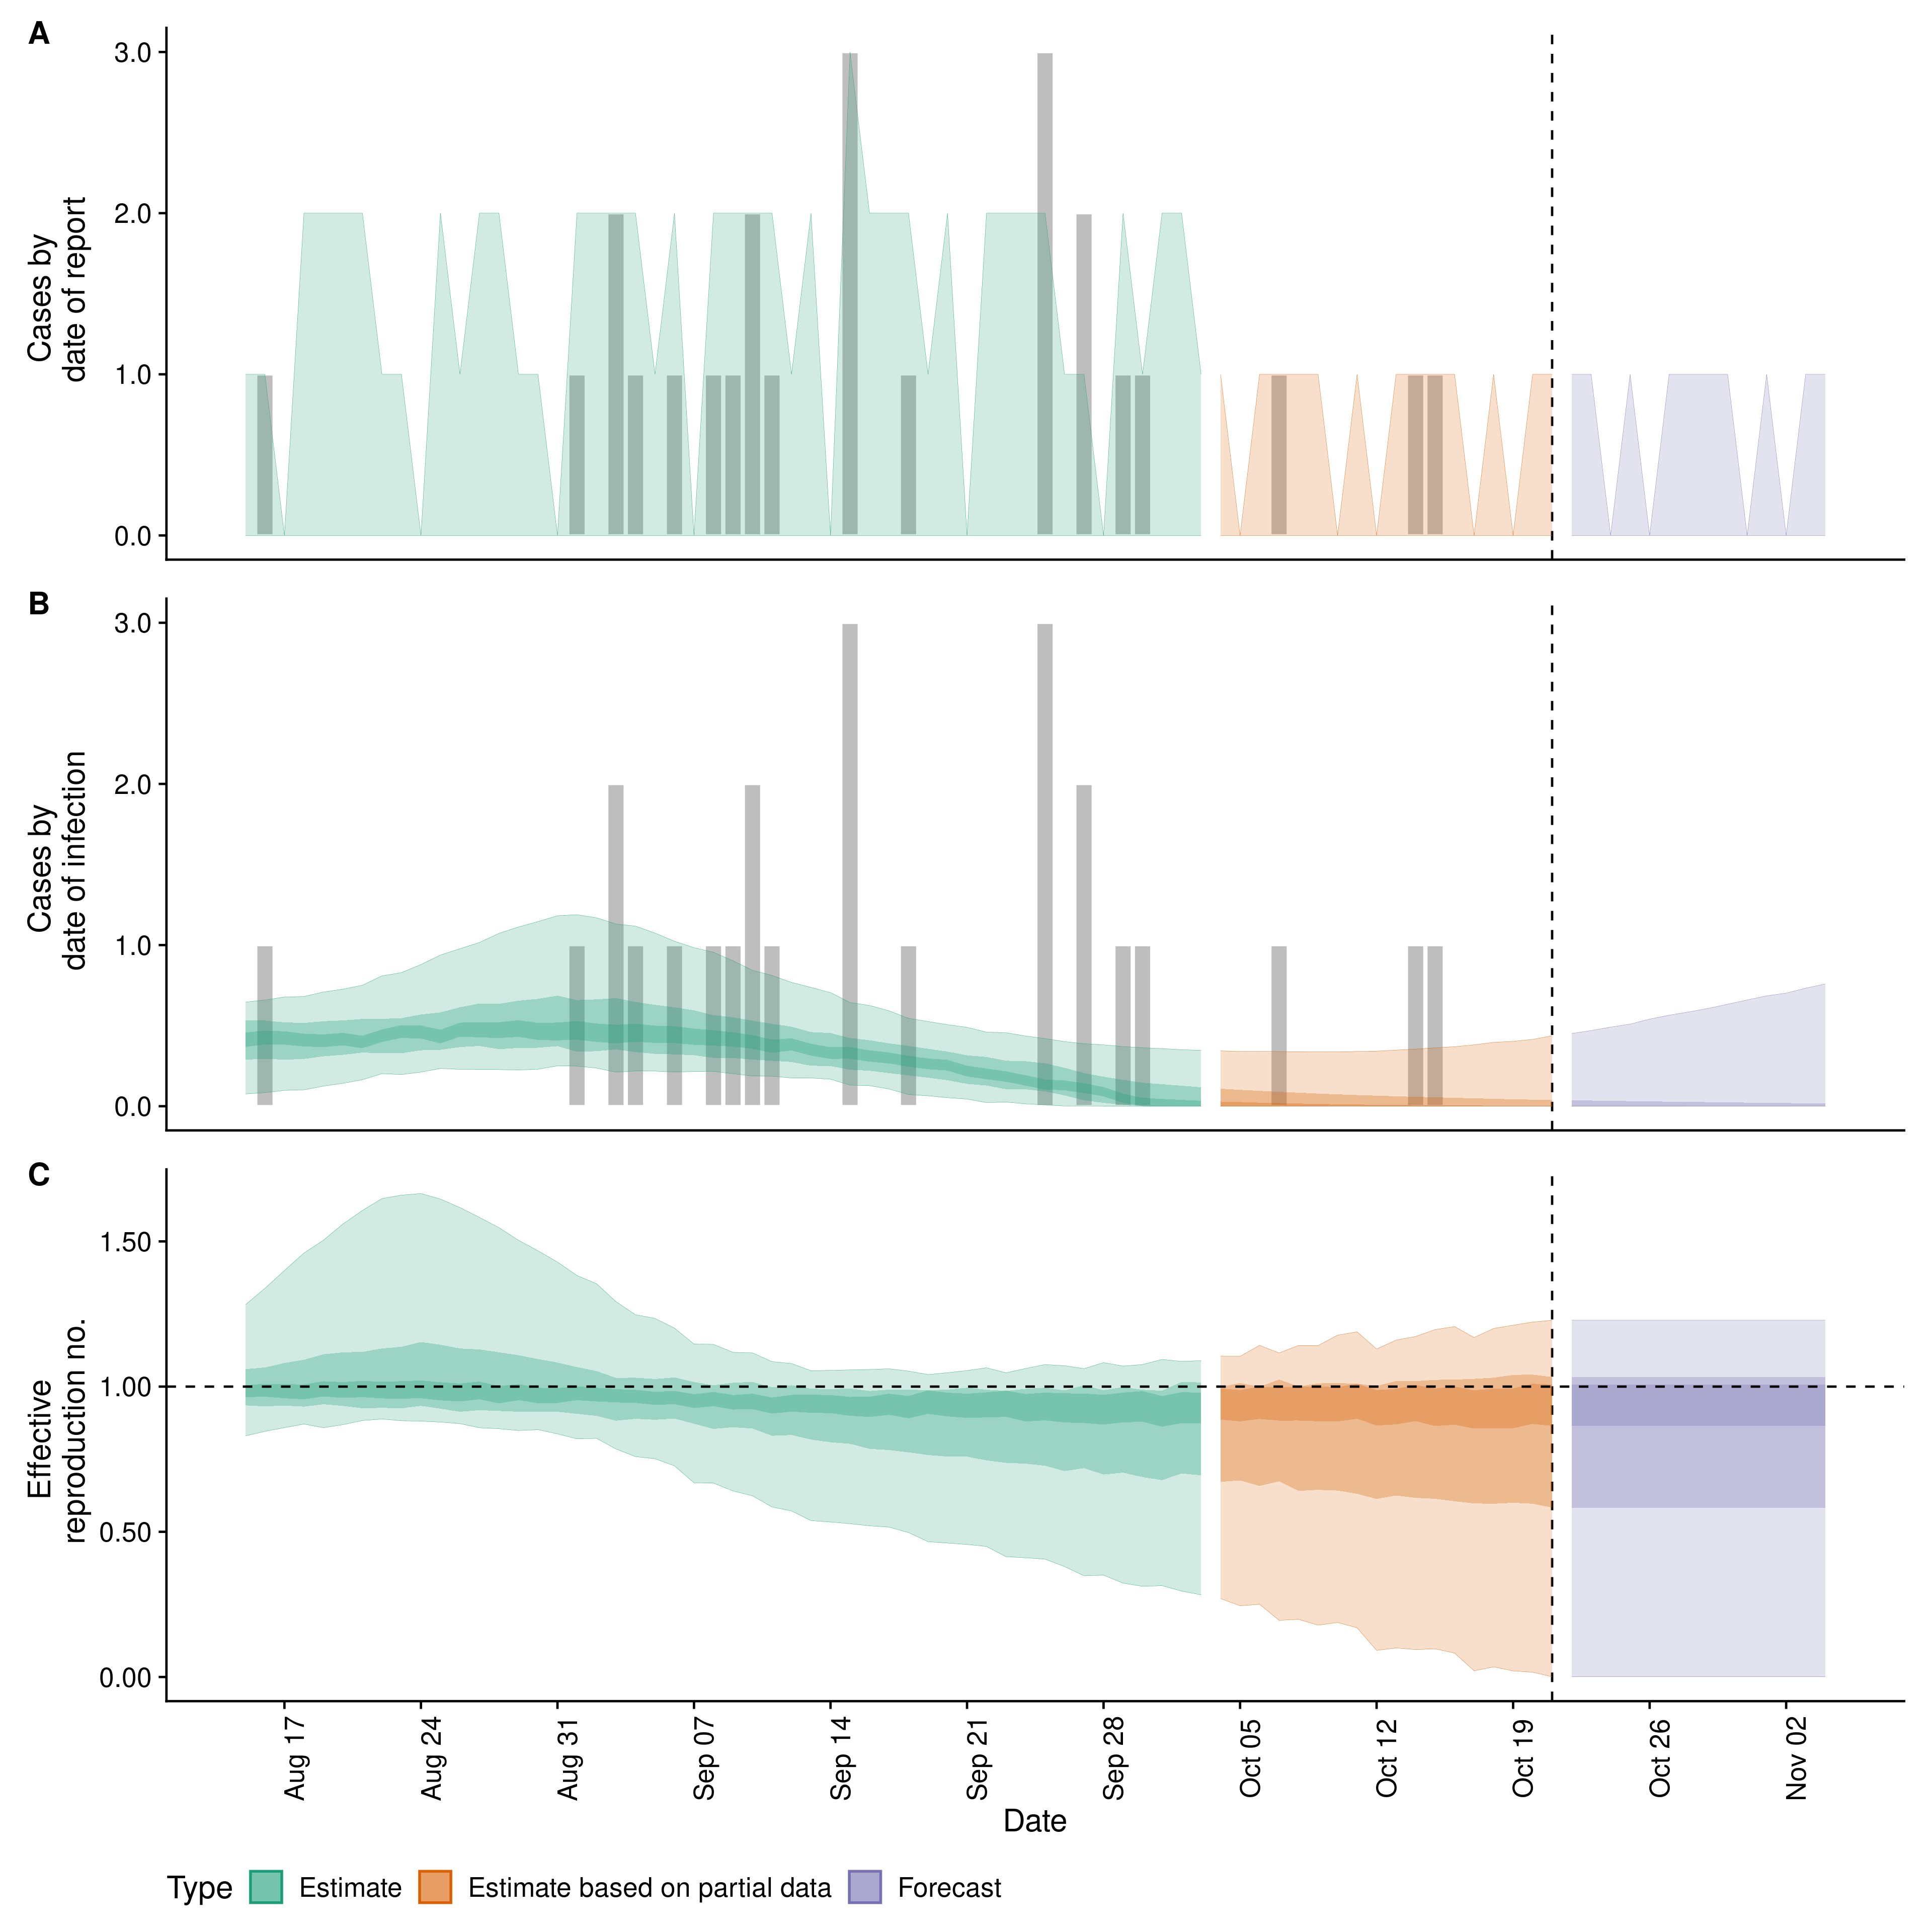 A
3.0
2.0
1.0
0.0
Cases by
date of report
B
3.0
2.0
1.0
0.0
Cases by
date of infection
C
1.50
1.00
0.50
0.00
Effective
reproduction no.
Aug 17
Aug 24
Aug 31
Sep 07
Sep 14
Sep 21
Sep 28
Oct 05
Oct 12
Oct 19
Oct 26
Nov 02
Date
Type Estimate Estimate based on partial data Forecast